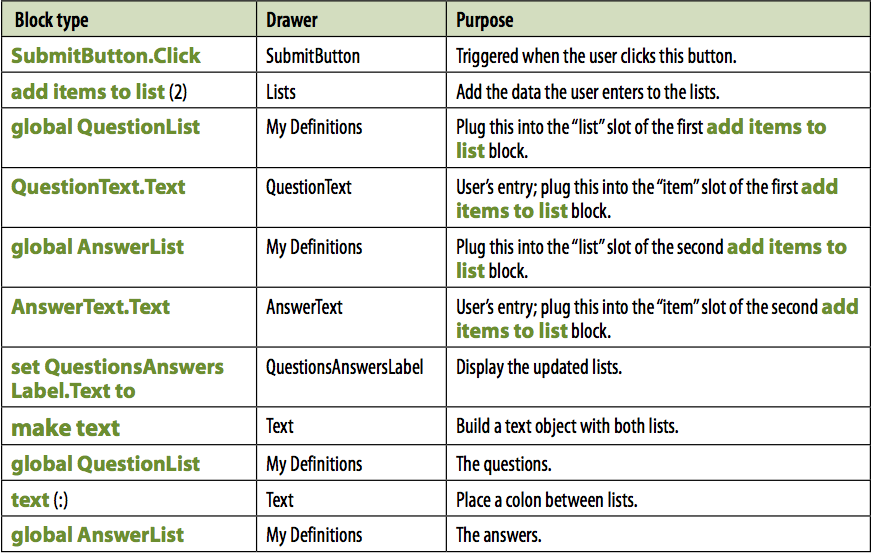 Block type Drawer Purpose
SubmitButton.Click SubmitButton Triggered when the user clicks this button.
add items to list (2) Lists Add the data the user enters to the lists.
global QuestionList My Definitions Plug this into the “list” slot of the first add items to
list block.
QuestionText.Text QuestionText User’s entry; plug this into the “item” slot of the first add
items to list block.
global AnswerList My Definitions Plug this into the “list” slot of the second add items to
list block.
AnswerText.Text AnswerText User’s entry; plug this into the “item” slot of the second add
items to list block.
set QuestionsAnswers QuestionsAnswersLabel Display the updated lists.
Label.Text to
make text Text Build a text object with both lists.
global QuestionList My Definitions The questions.
text (:) Text Place a colon between lists.
global AnswerList My Definitions The answers.